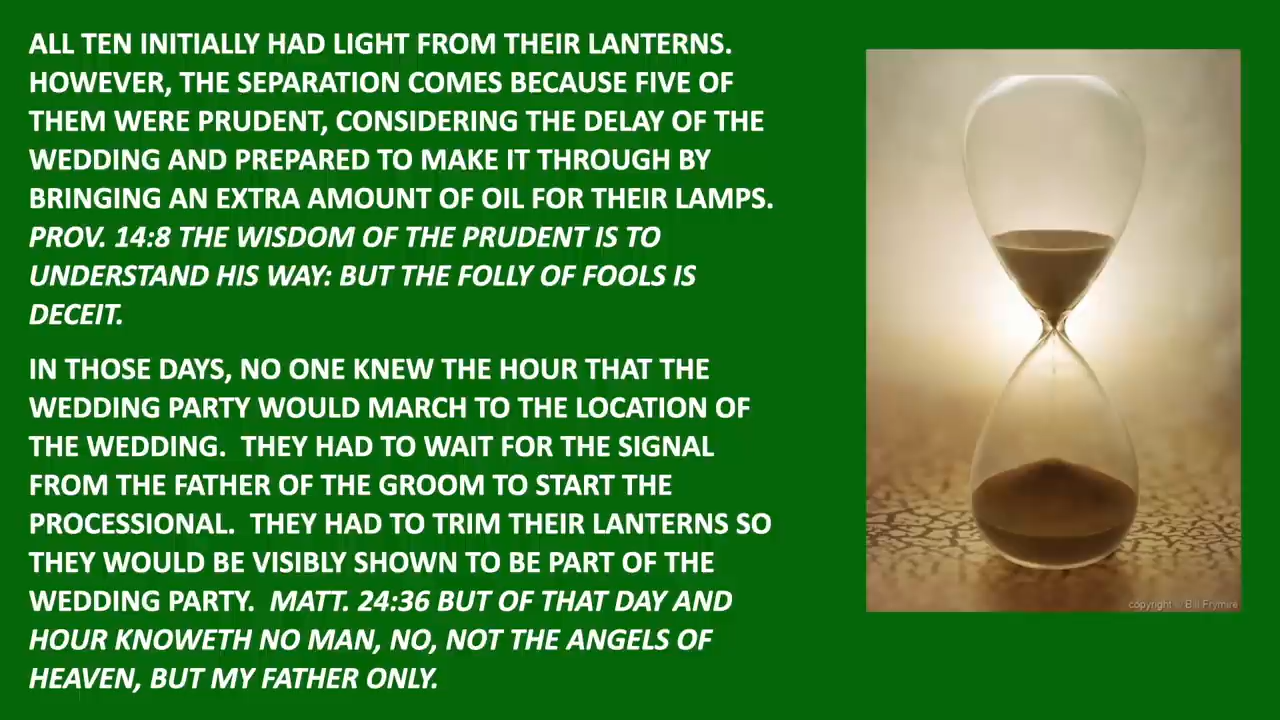 ALL TEN INITIALLY HAD LIGHT FROM THEIR LANTERNS.
HOWEVER, THE SEPARATION COMES BECAUSE FIVE OF
THEM WERE PRUDENT, CONSIDERING THE DELAY OF THE
WEDDING AND PREPARED TO MAKE IT THROUGH BY
BRINGING AN EXTRA AMOUNT OF OIL FOR THEIR LAMPS.
PROV. 14:8 THE WISDOM OF THE PRUDENT IS TO
UNDERSTAND HIS WAY: BUT THE FOLLY OF FOOLS IS
DECEIT.
IN THOSE DAYS, NO ONE KNEW THE HOUR THAT THE
WEDDING PARTY WOULD MARCH TO THE LOCATION OF
THE WEDDING. THEY HAD TO WAIT FOR THE SIGNAL
FROM THE FATHER OF THE GROOM TO START THE
PROCESSIONAL. THEY HAD TO TRIM THEIR LANTERNS SO
THEY WOULD BE VISIBLY SHOWN TO BE PART OF THE
WEDDING PARTY. MATT. 24:36 BUT OF THAT DAY AND
HOUR KNOWETH NO MAN, NO, NOT THE ANGELS OF
HEAVEN, BUT MY FATHER ONLY.
copyright © Bill Frymire